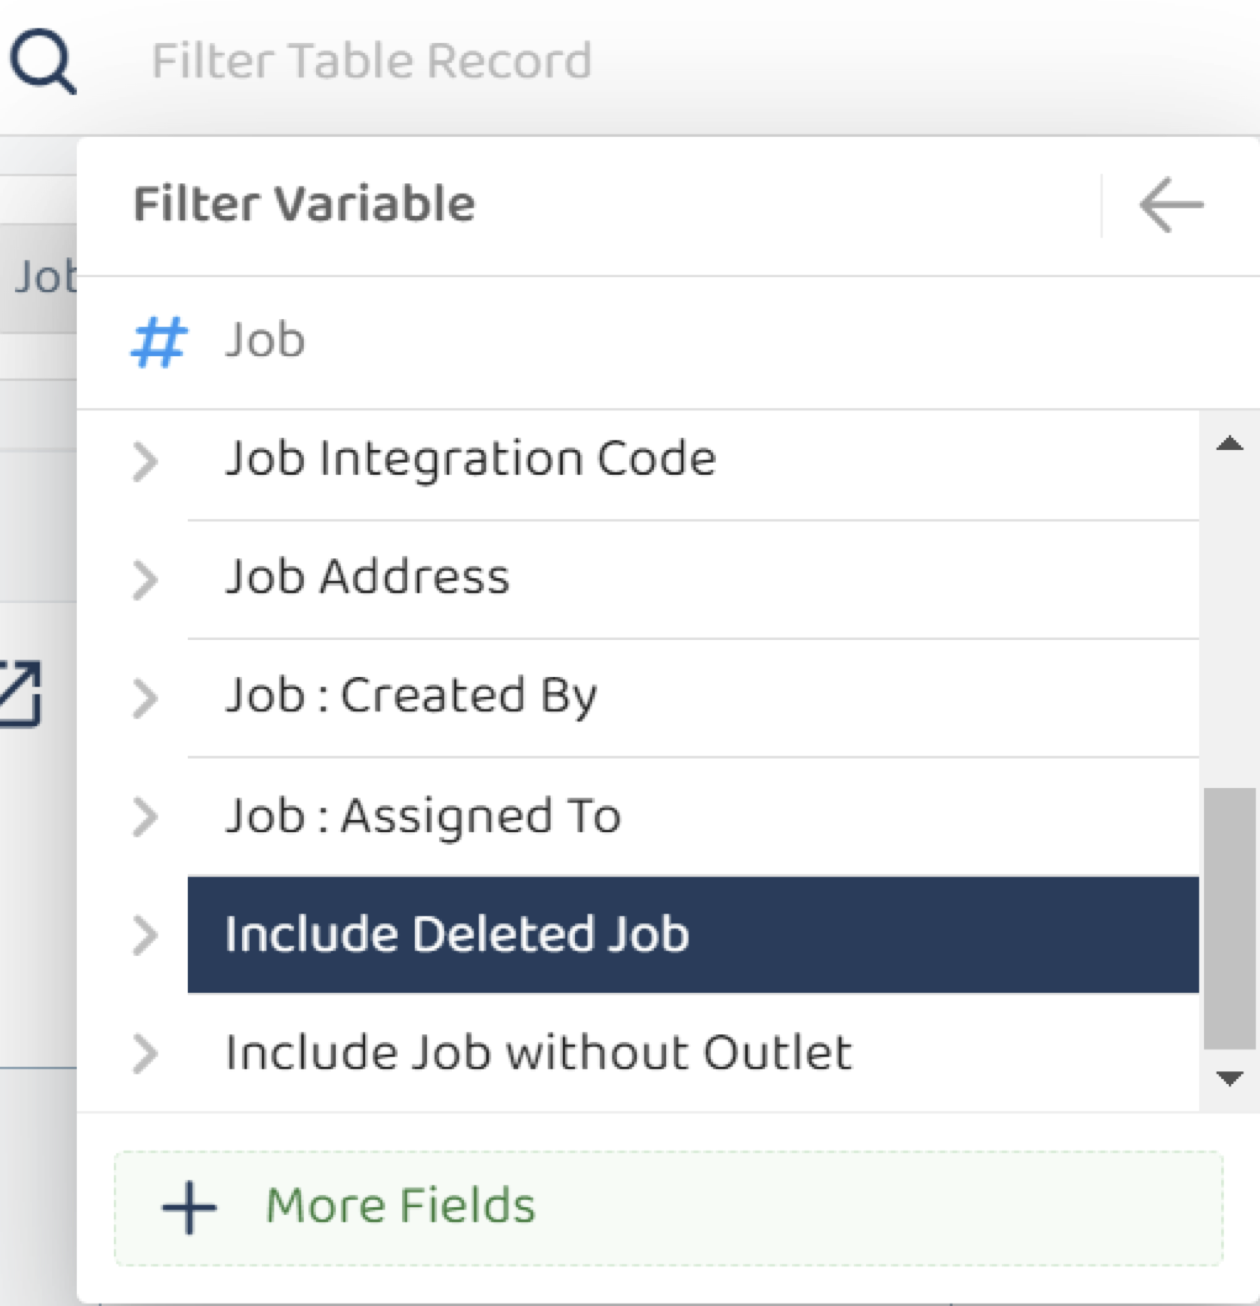 Filter Table Record
Filter Variable
Job
# Job
Job Integration Code
Job Address
Job : Created By
Job : Assigned To
Include Deleted Job
Include Job without Outlet
+ More Fields